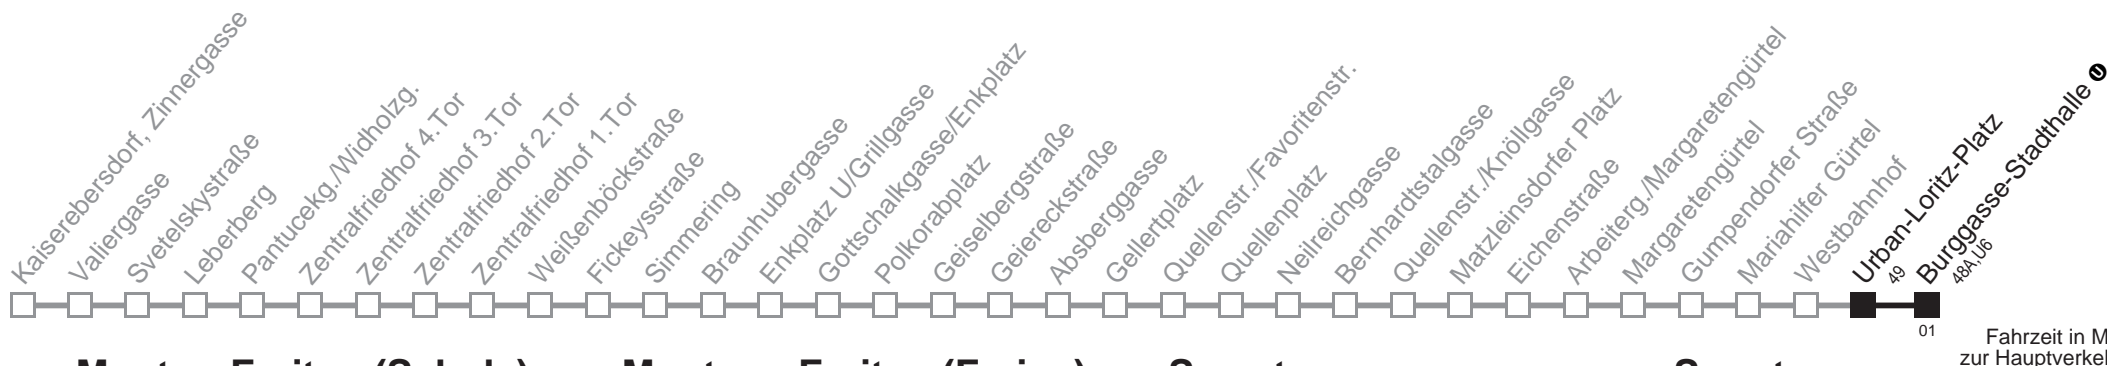 Kaiserebersdorf, Zinnergasse
Valiergasse
Svetelskystraße
Leberberg
Pantucekg./Widholzg.
Zentralfriedhof 4.Tor
Zentralfriedhof 3.Tor
Zentralfriedhof 2.Tor
Zentralfriedhof 1.Tor
Weißenböckstraße
Fickeysstraße
Simmering
Braunhubergasse
Enkplatz U/Grillgasse
Gottschalkgasse/Enkplatz
Polkorabplatz
Geiselbergstraße
Geiereckstraße
Absberggasse
Gellertplatz
Quellenstr./Favoritenstr.
Quellenplatz
Neilreichgasse
Bernhardtstalgasse
Quellenstr./Knöllgasse
Matzleinsdorfer Platz
Eichenstraße
Arbeiterg./Margaretengürtel
Margaretengürtel
Gumpendorfer Straße
Mariahilfer Gürtel
Westbahnhof
Urban-Loritz-Platz
49
Burggasse-Stadthalle U
48A,U6
01
Fahrzeit in M
zur Hauptverkeh